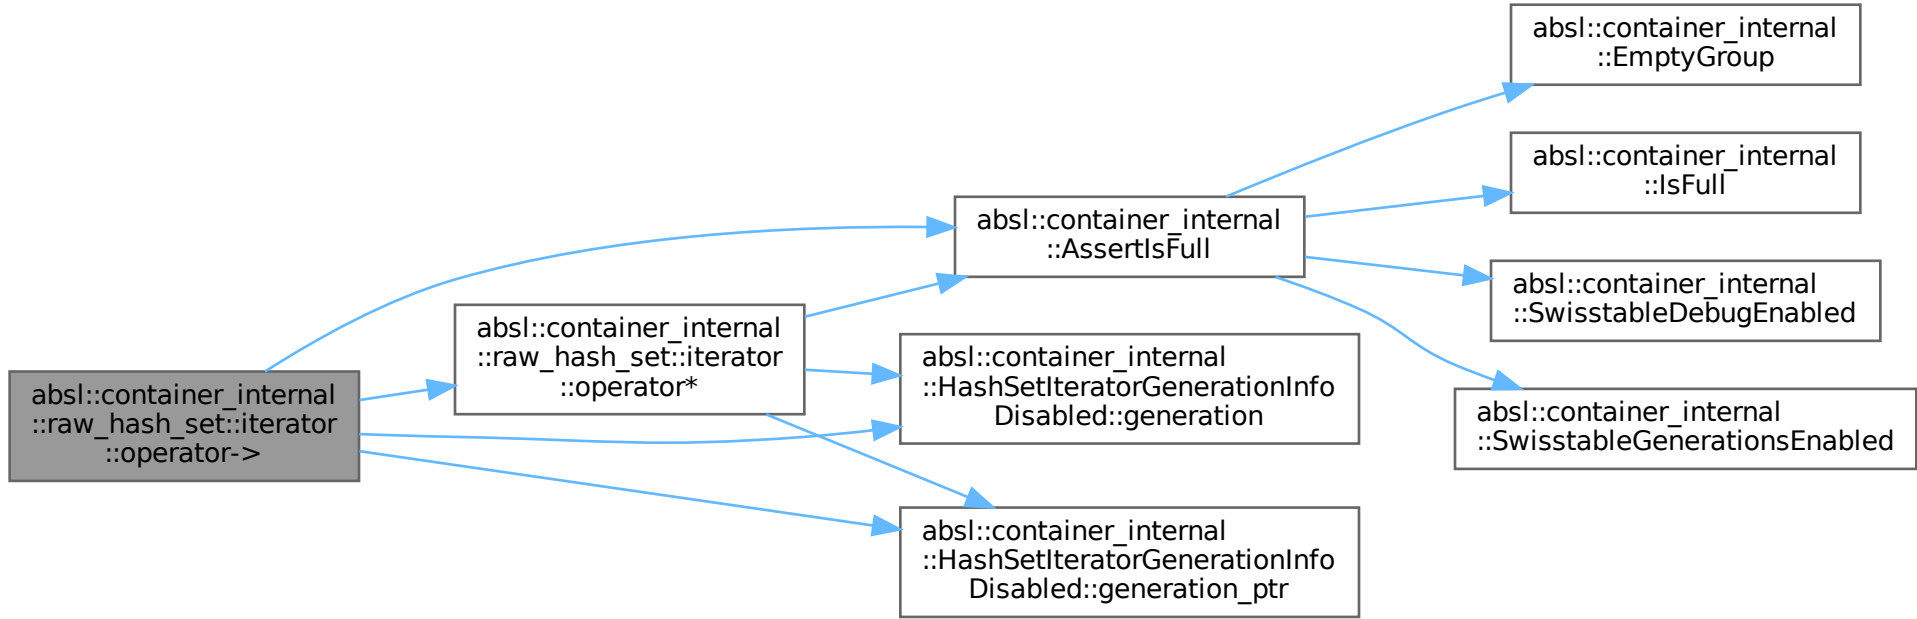 absl::container_internal
::raw_hash_set::iterator
::operator->
absl::container_internal
::raw_hash_set::iterator
::operator*
absl::container_internal
::AssertIsFull
absl::container_internal
::HashSetIteratorGenerationInfo
Disabled::generation
absl::container_internal
::HashSetIteratorGenerationInfo
Disabled::generation_ptr
absl::container_internal
::EmptyGroup
absl::container_internal
::IsFull
absl::container_internal
::SwisstableDebugEnabled
absl::container_internal
::SwisstableGenerationsEnabled